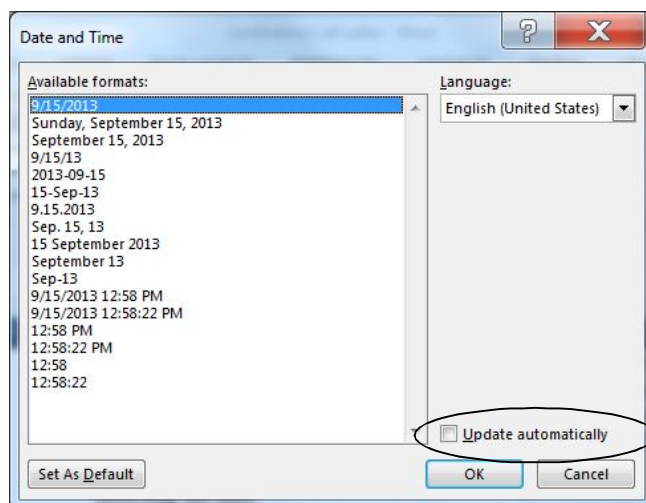 Date and Time
Available formats:
Language:
9/15/2013
Sunday, September 15, 2013
September 15, 2013
9/15/13
2013-09-15
15-Sep-13
9.15.2013
Sep. 15, 13
15 September 2013
September 13
Sep-13
9/15/2013 12:58 PM
9/15/2013 12:58:22 PM
12:58 PM
12:58:22 PM
12:58
12:58:22
English (United States)
Update automatically
Set As Default
OK
Cancel